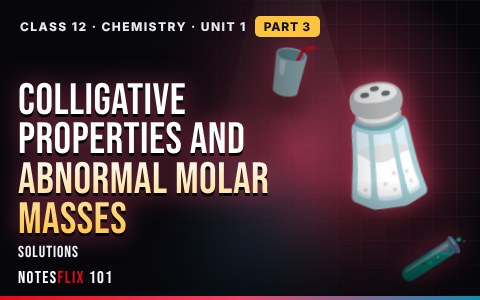 CLASS 12 · CHEMISTRY · UNIT 1 PART 3
COLLIGATIVE
PROPERTIES AND
ABNORMAL MOLAR
MASSES
SOLUTIONS
NOTESFLIX 101